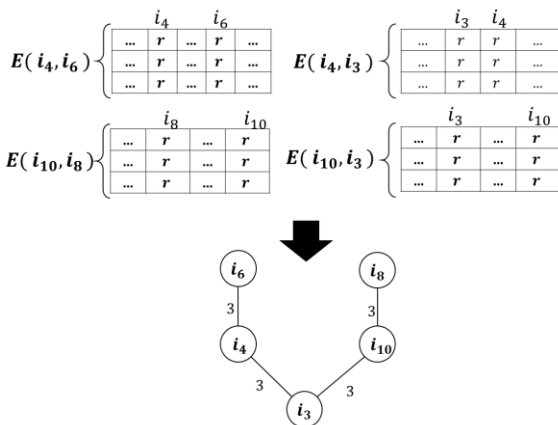 i₄ i₆
E(i₄,i₆)
... r ... r ...
... r ... r ...
... r ... r ...
i₃ i₄
E(i₄,i₃)
... r r ...
... r r ...
... r r ...
i₈ i₁₀
E(i₁₀,i₈)
... r ... r
... r ... r
... r ... r
i₃ i₁₀
E(i₁₀,i₃)
... r ... r
... r ... r
... r ... r
i₆ i₈
3 3
i₄ i₁₀
3 3
i₃